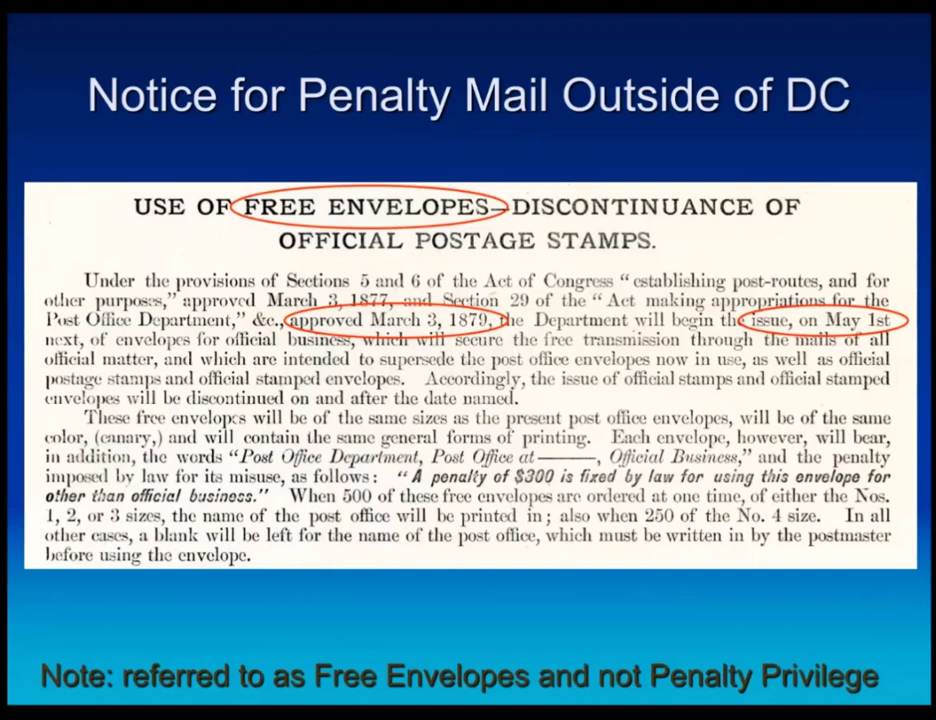 Notice for Penalty Mail Outside of DC
USE OF FREE ENVELOPES—DISCONTINUANCE OF
OFFICIAL POSTAGE STAMPS.
Under the provisions of Sections 5 and 6 of the Act of Congress “establishing post-routes, and for
other purposes,” approved March 3, 1877, and Section 29 of the “Act making appropriations for the
Post Office Department,” &c., approved March 3, 1879, the Department will begin the issue, on May 1st
next, of envelopes for official business, which will secure the free transmission through the mails of all
official matter, and which are intended to supersede the post office envelopes now in use, as well as official
postage stamps and official stamped envelopes. Accordingly, the issue of official stamps and official stamped
envelopes will be discontinued on and after the date named.
These free envelopes will be of the same sizes as the present post office envelopes, will be of the same
color, (canary,) and will contain the same general forms of printing. Each envelope, however, will bear,
in addition, the words “Post Office Department, Post Office at ———, Official Business,” and the penalty
imposed by law for its misuse, as follows: “A penalty of $300 is fixed by law for using this envelope for
other than official business.” When 500 of these free envelopes are ordered at one time, of either the Nos.
1, 2, or 3 sizes, the name of the post office will be printed in; also when 250 of the No. 4 size. In all
other cases, a blank will be left for the name of the post office, which must be written in by the postmaster
before using the envelope.
Note: referred to as Free Envelopes and not Penalty Privilege